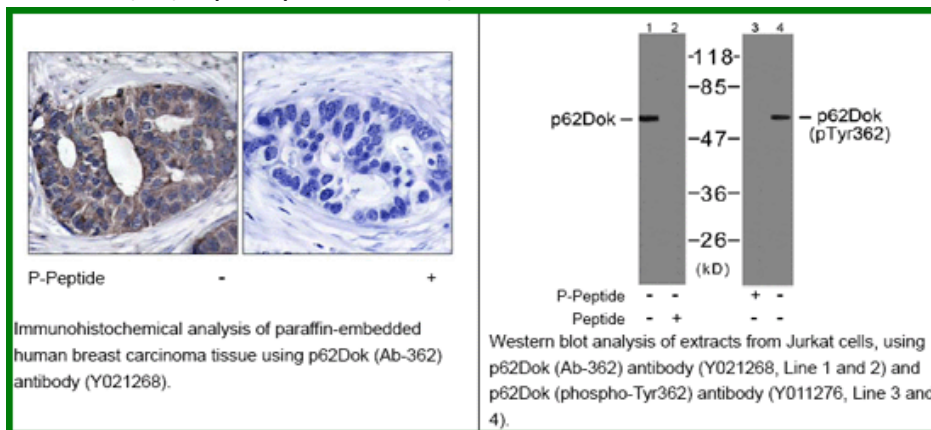 P-Peptide - +
Immunohistochemical analysis of paraffin-embedded
human breast carcinoma tissue using p62Dok (Ab-362)
antibody (Y021268).
1 2 3 4
-118-
-85-
p62Dok – – p62Dok
(pTyr362)
-47-
-36-
-26-
(kD)
P-Peptide - - + -
Peptide - + - -
Western blot analysis of extracts from Jurkat cells, using
p62Dok (Ab-362) antibody (Y021268, Line 1 and 2) and
p62Dok (phospho-Tyr362) antibody (Y011276, Line 3 and
4).